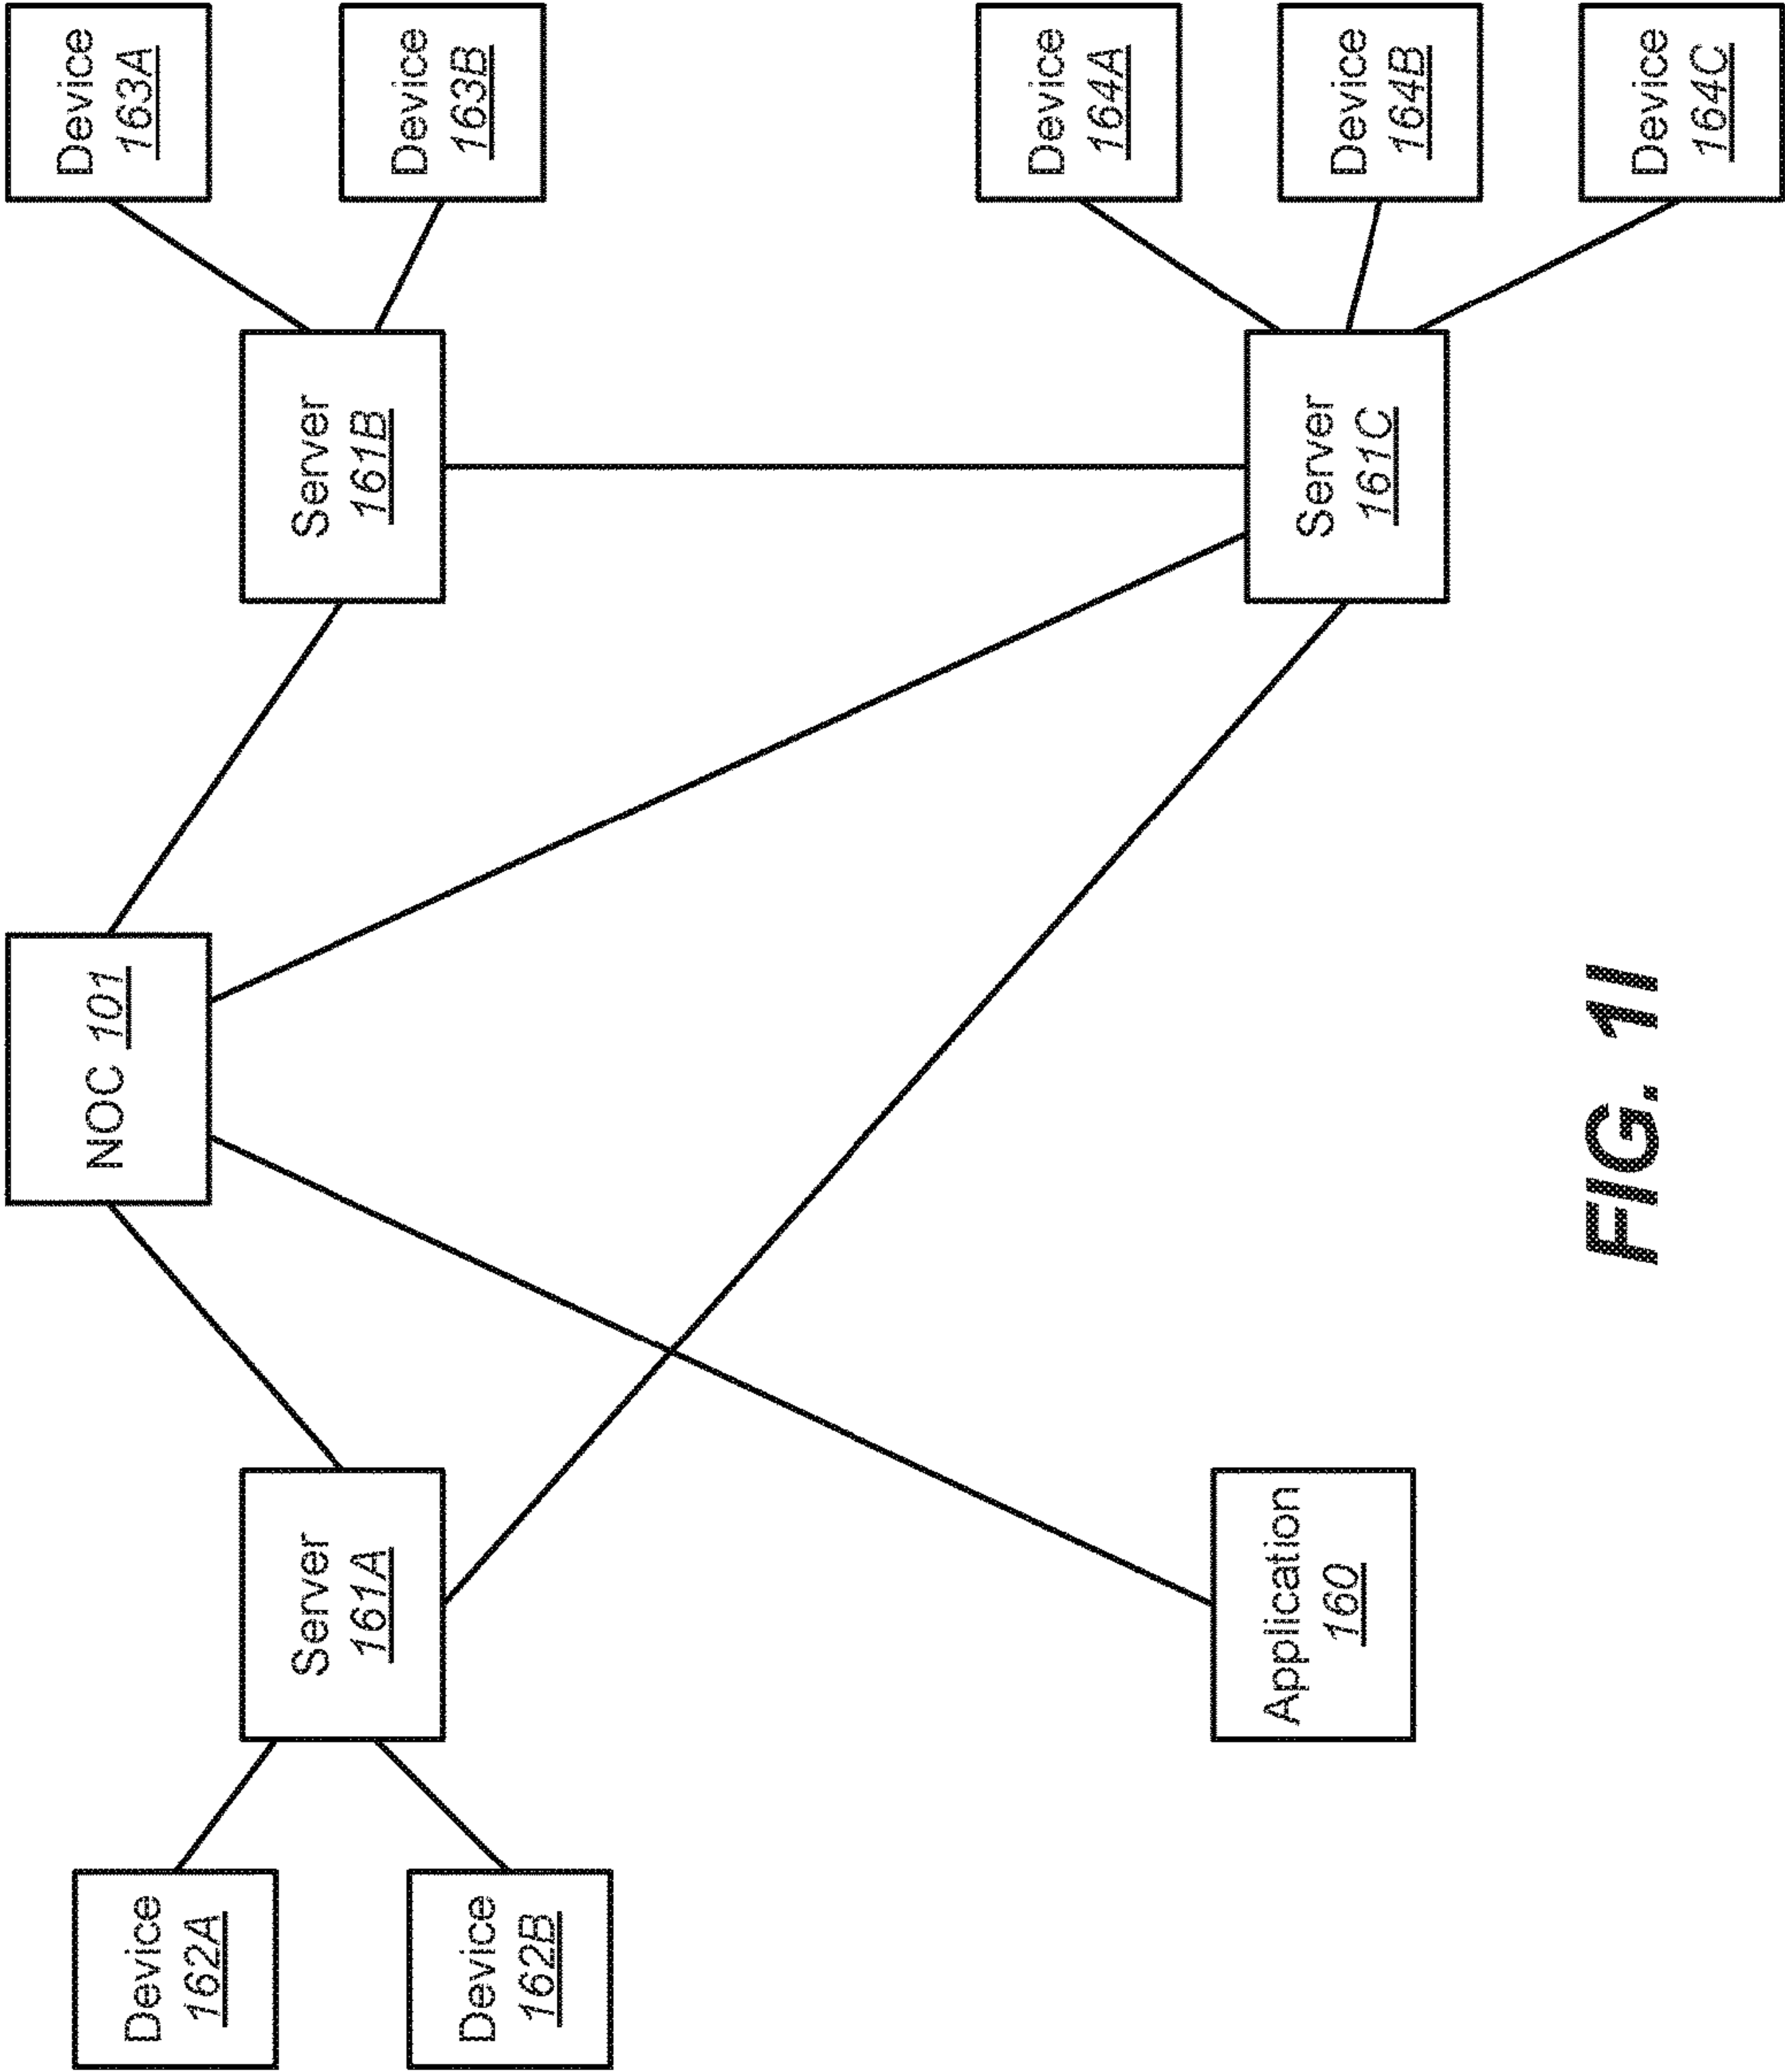 NOC 101
Device
163A
Device
162A
Server
161A
Server
161B
Device
163B
Device
162B
Device
164A
Application
160
Server
161C
Device
164B
Device
164C
FIG. 1I